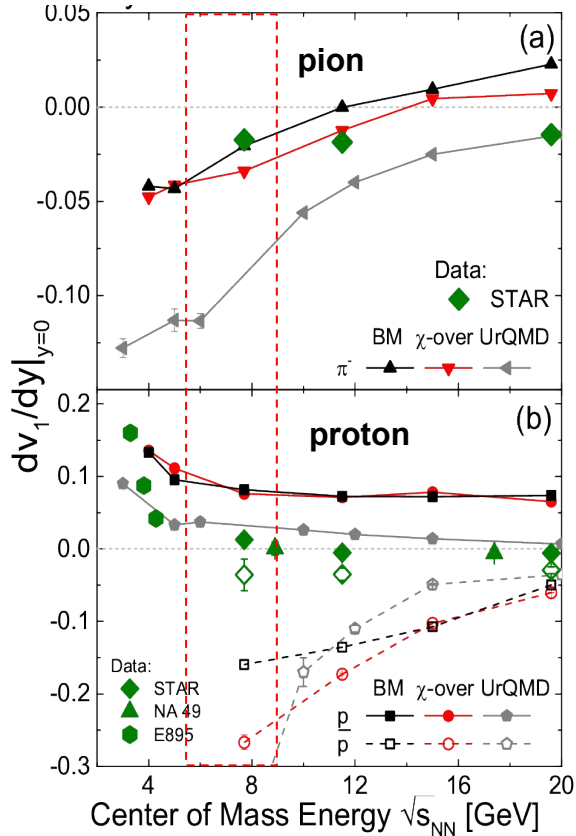 0.05
(a)
pion
0.00
-0.05
Data:
STAR
-0.10
BM χ-over UrQMD
π-
dv1/dy|y=0
0.2
(b)
proton
0.1
0.0
-0.1
Data:
STAR
NA 49
E895
BM χ-over UrQMD
p
p̅
-0.2
-0.3
4 8 12 16 20
Center of Mass Energy √sNN [GeV]